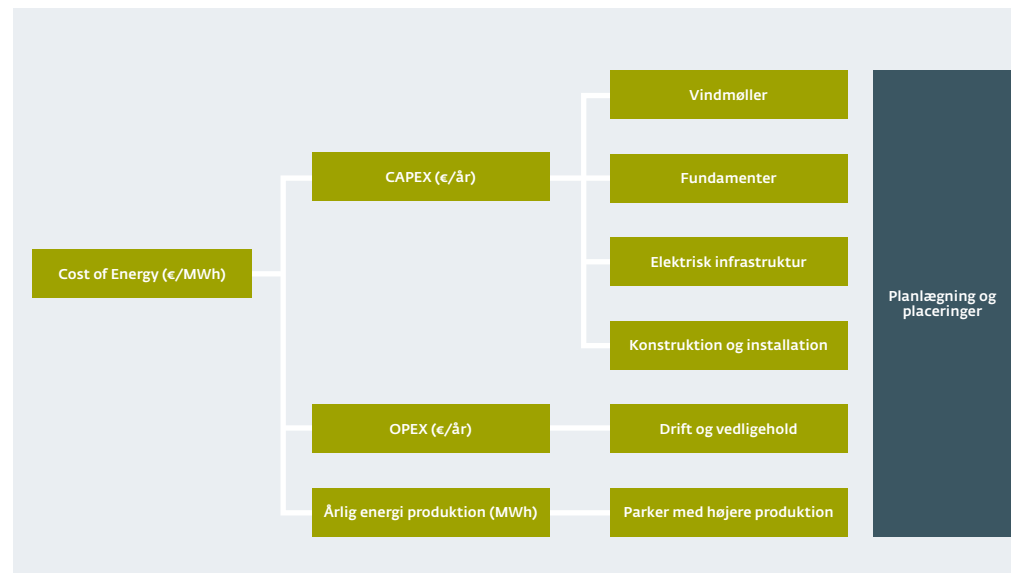 Cost of Energy (€/MWh)
CAPEX (€/år)
OPEX (€/år)
Årlig energi produktion (MWh)
Vindmøller
Fundamenter
Elektrisk infrastruktur
Konstruktion og installation
Drift og vedligehold
Parker med højere produktion
Planlægning og
placeringer